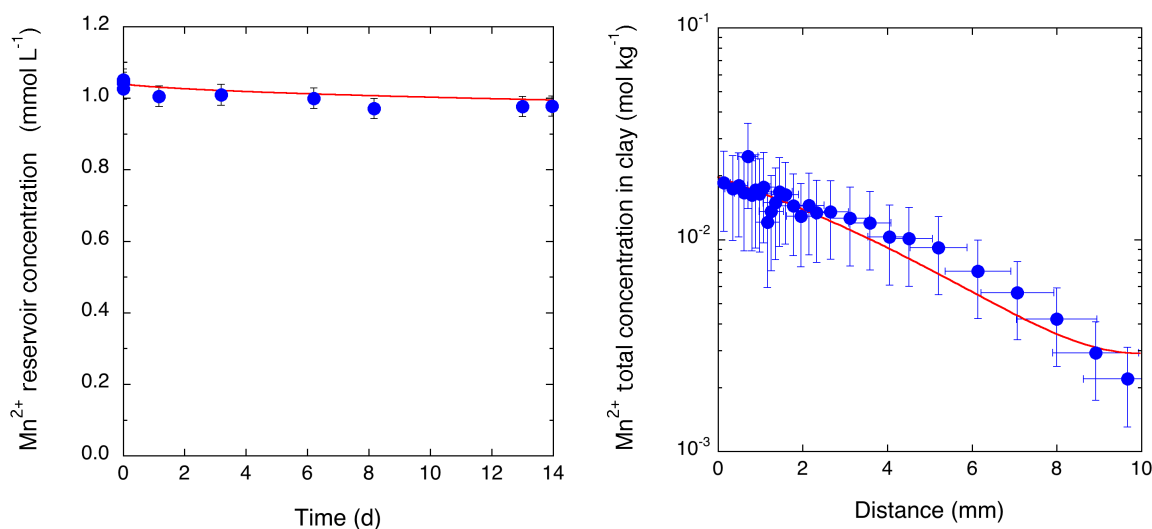 Mn²⁺ reservoir concentration (mmol L⁻¹)
1.2
1.0
0.8
0.6
0.4
0.2
0.0
0 2 4 6 8 10 12 14
Time (d)
Mn²⁺ total concentration in clay (mol kg⁻¹)
10⁻¹
10⁻²
10⁻³
0 2 4 6 8 10
Distance (mm)